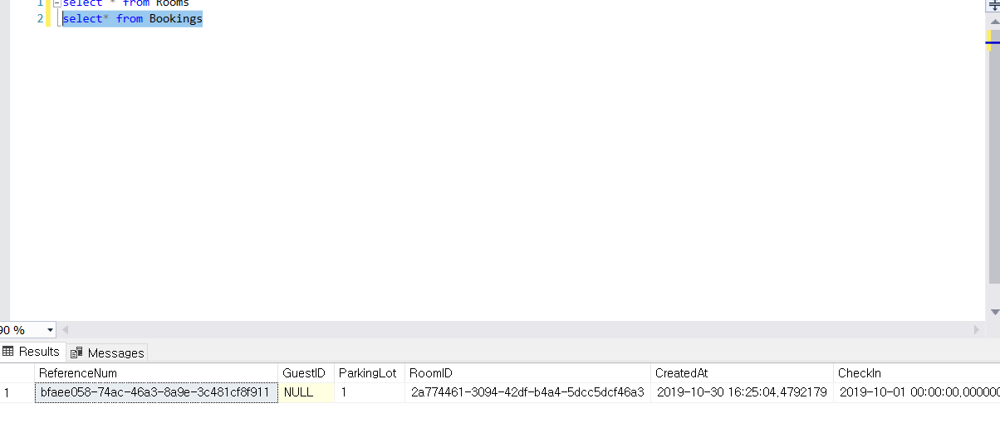 1 select * from Rooms
2 select* from Bookings
90 %
Results Messages
ReferenceNum GuestID ParkingLot RoomID CreatedAt CheckIn
1 bfaee058-74ac-46a3-8a9e-3c481cf8f911 NULL 1 2a774461-3094-42df-b4a4-5dcc5dcf46a3 2019-10-30 16:25:04.4792179 2019-10-01 00:00:00.000000